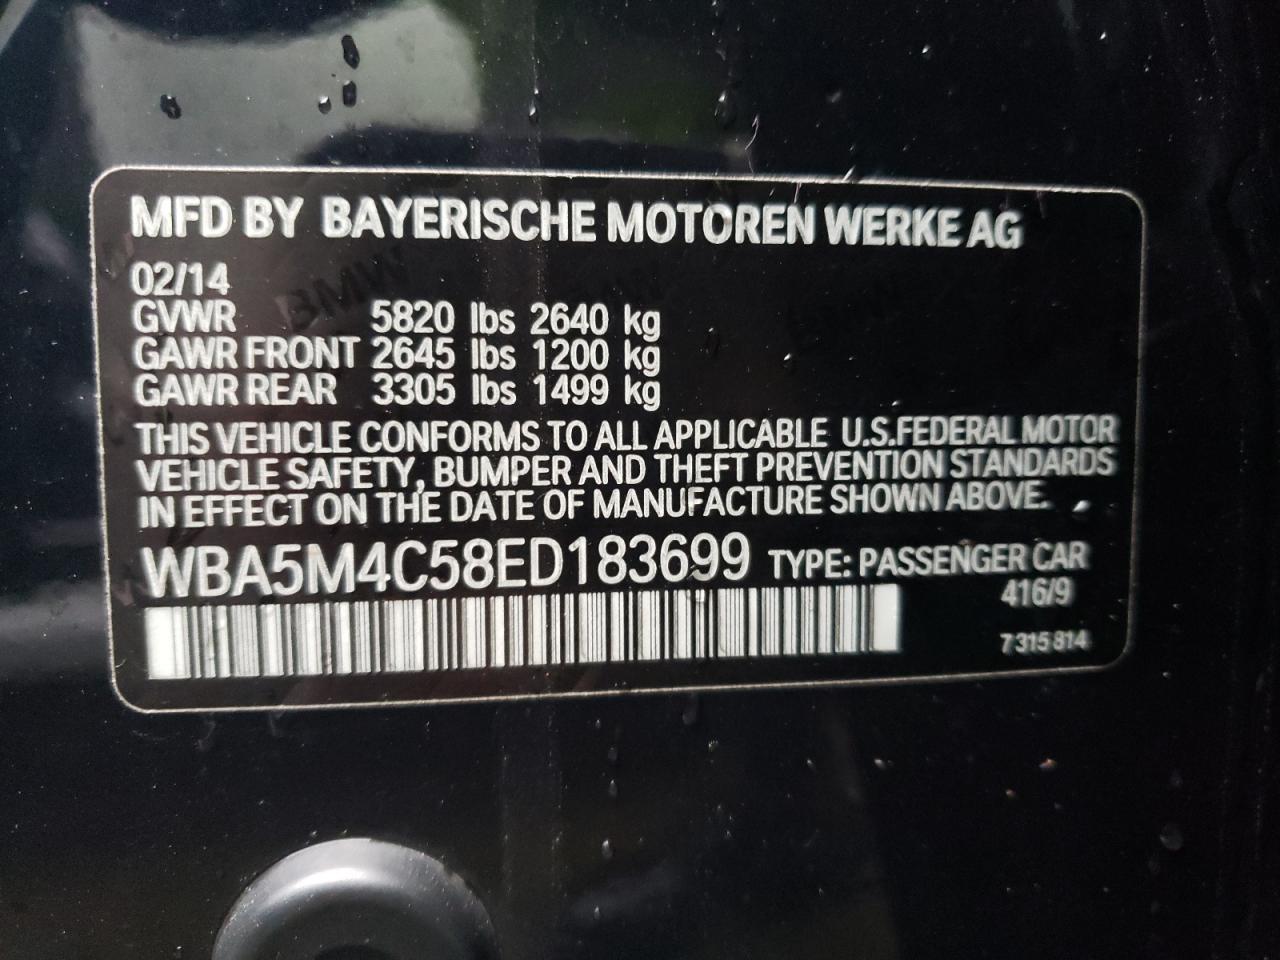 MFD BY BAYERISCHE MOTOREN WERKE AG
02/14
GVWR 5820 lbs 2640 kg
GAWR FRONT 2645 lbs 1200 kg
GAWR REAR 3305 lbs 1499 kg
THIS VEHICLE CONFORMS TO ALL APPLICABLE U.S.FEDERAL MOTOR
VEHICLE SAFETY, BUMPER AND THEFT PREVENTION STANDARDS
IN EFFECT ON THE DATE OF MANUFACTURE SHOWN ABOVE.
WBA5M4C58ED183699 TYPE: PASSENGER CAR
416/9
7 315 814
BMW